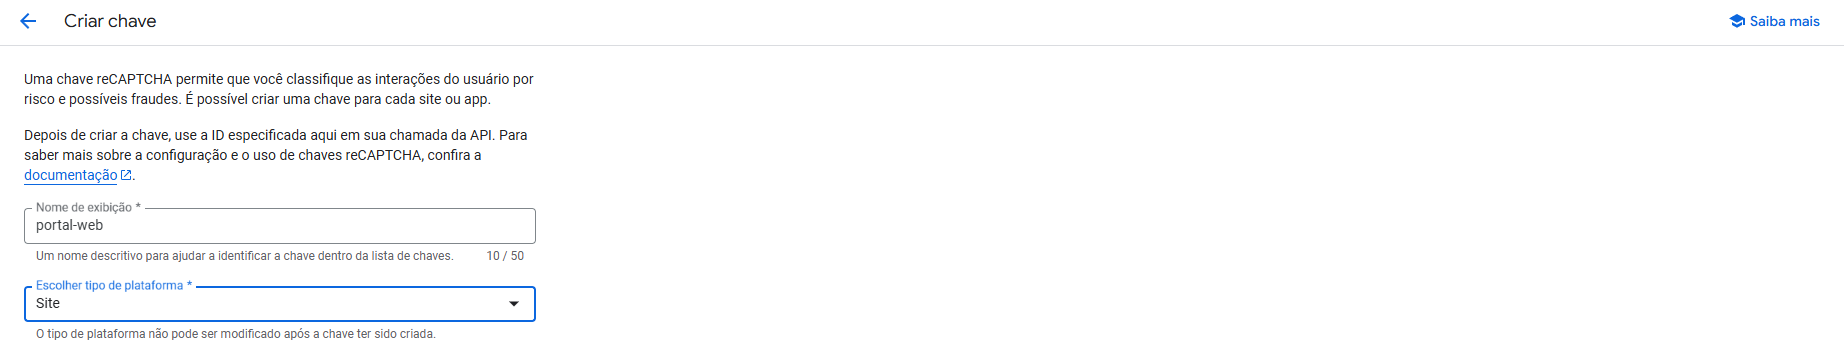 Criar chave
Saiba mais
Uma chave reCAPTCHA permite que você classifique as interações do usuário por
risco e possíveis fraudes. É possível criar uma chave para cada site ou app.
Depois de criar a chave, use a ID especificada aqui em sua chamada da API. Para
saber mais sobre a configuração e o uso de chaves reCAPTCHA, confira a
documentação.
Nome de exibição *
portal-web
Um nome descritivo para ajudar a identificar a chave dentro da lista de chaves. 10 / 50
Escolher tipo de plataforma *
Site
O tipo de plataforma não pode ser modificado após a chave ter sido criada.